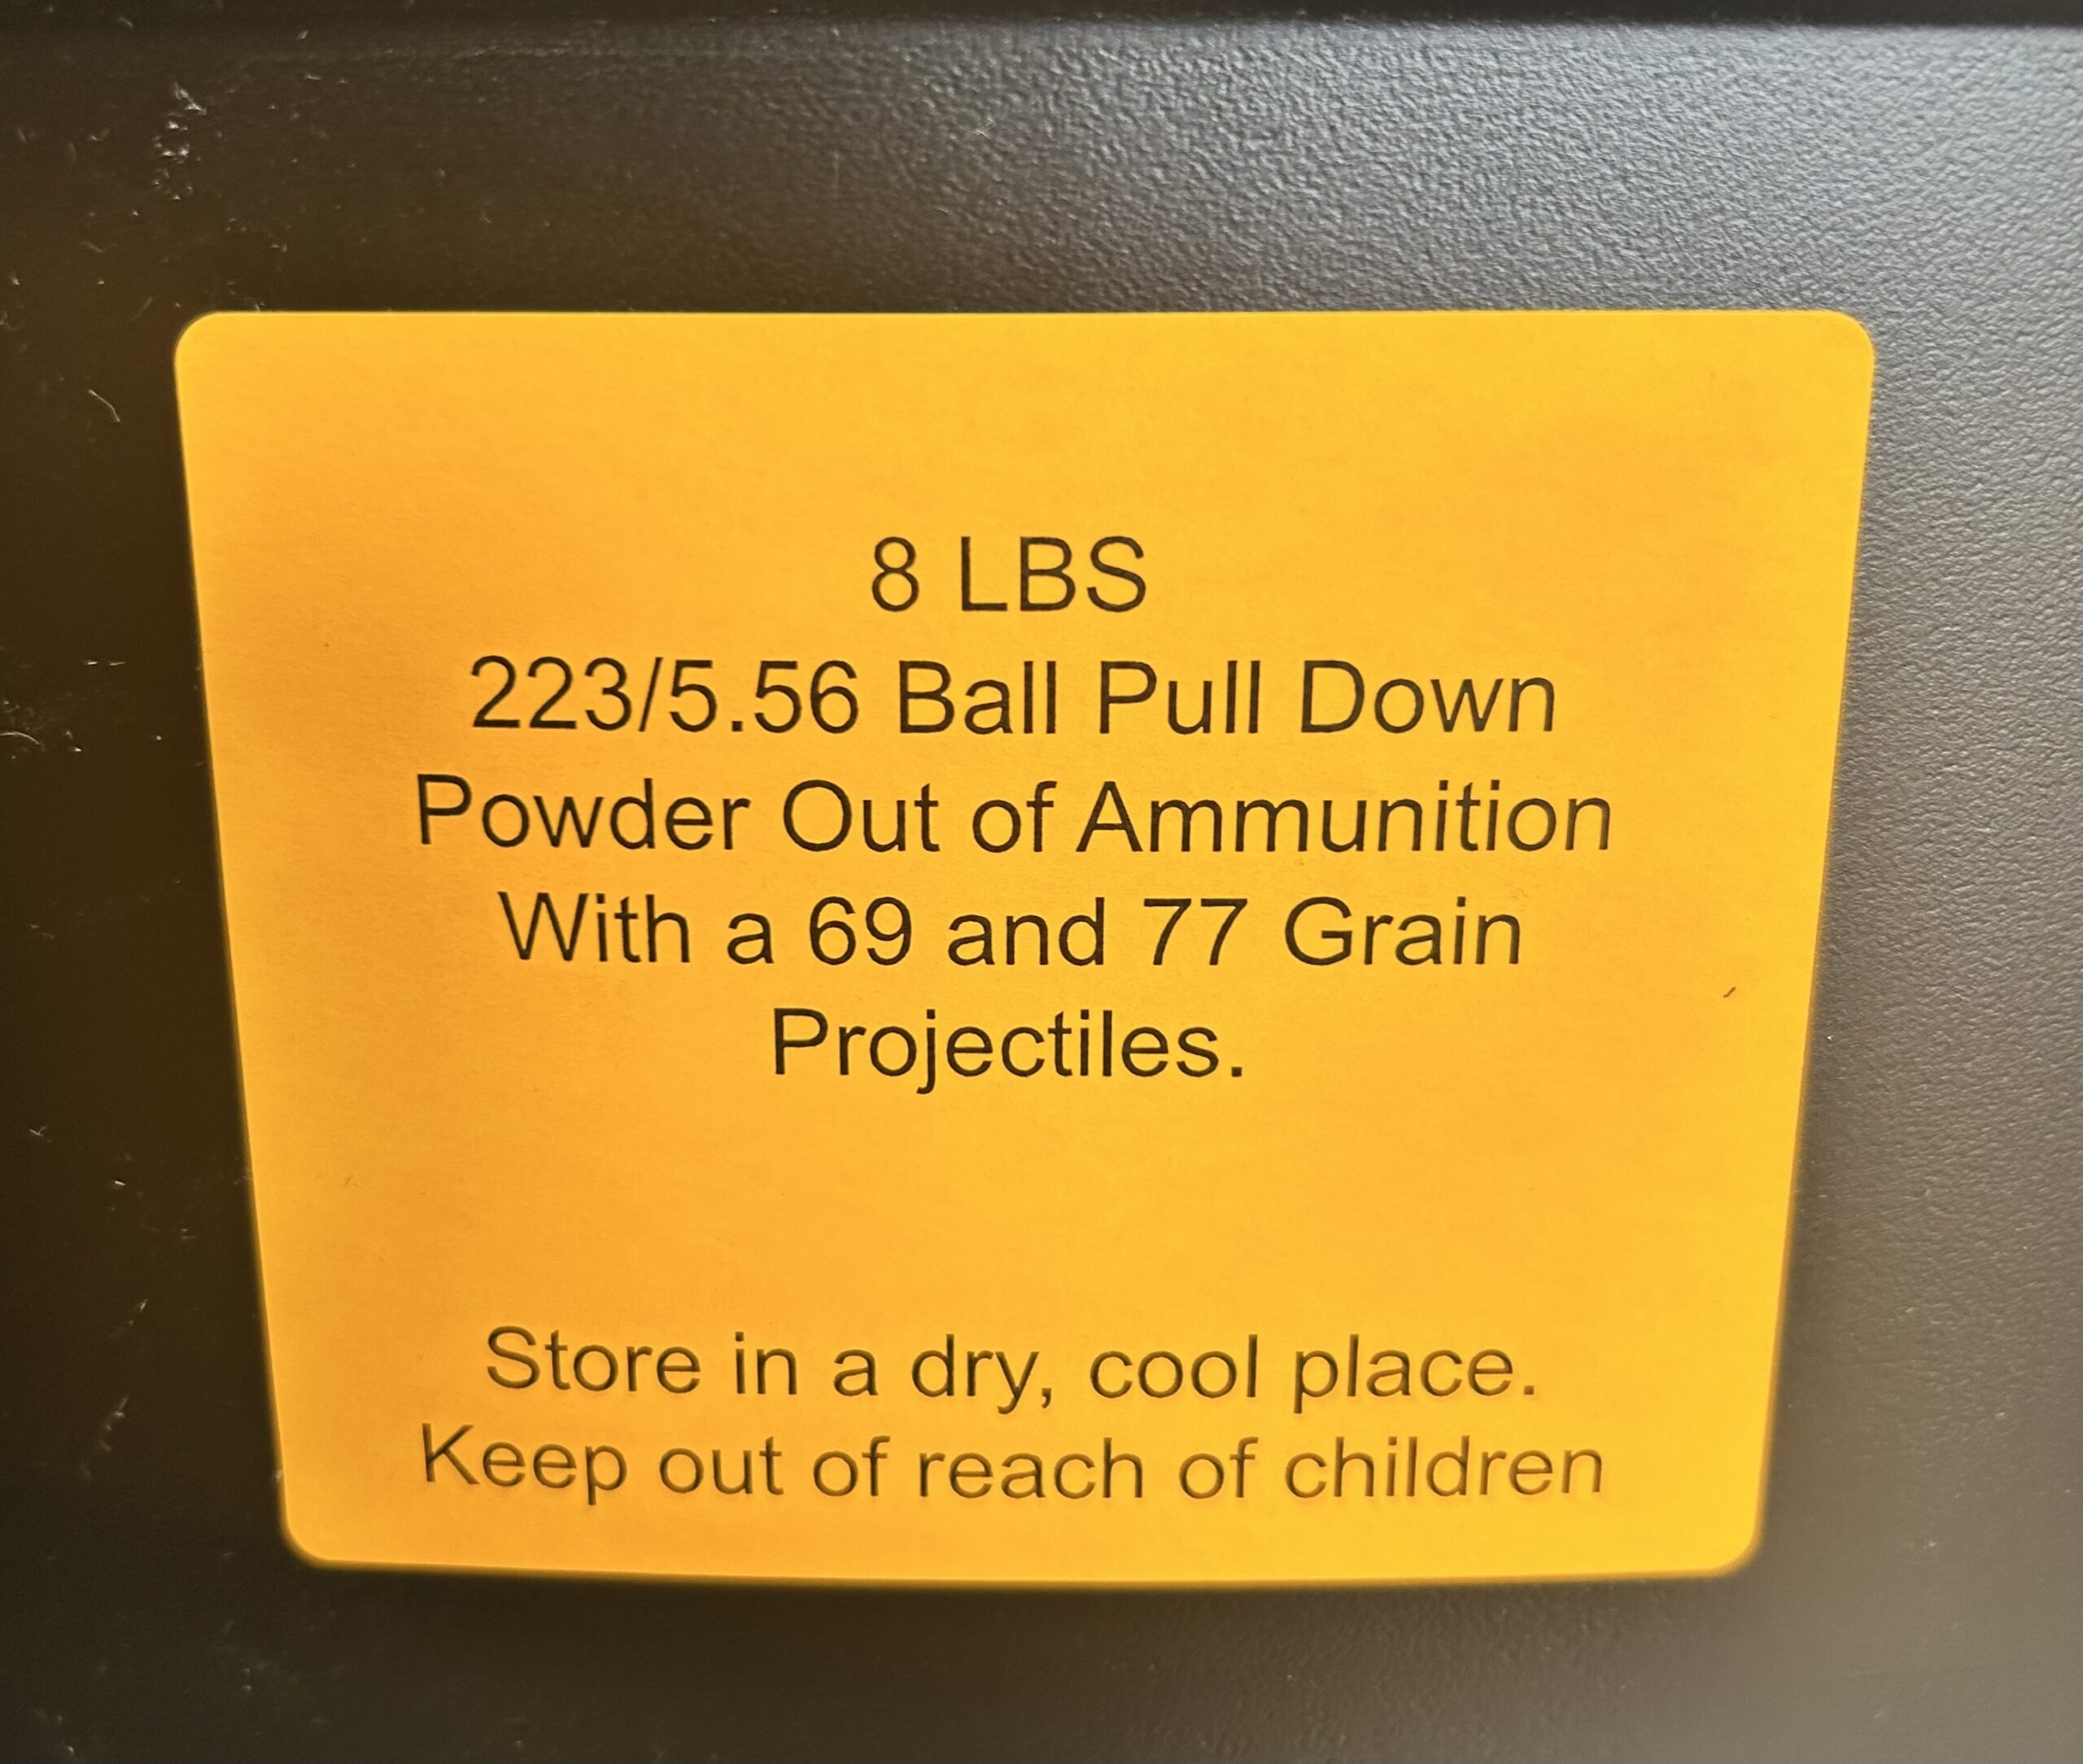 8 LBS
223/5.56 Ball Pull Down
Powder Out of Ammunition
With a 69 and 77 Grain
Projectiles.
Store in a dry, cool place.
Keep out of reach of children